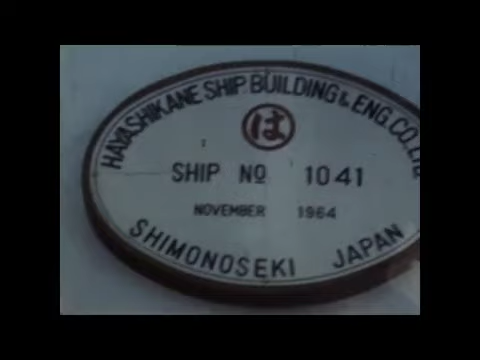 HAYASHIKANE SHIP.BUILDING & ENG.CO.LTD
は
SHIP NO 1041
NOVEMBER 1964
SHIMONOSEKI JAPAN